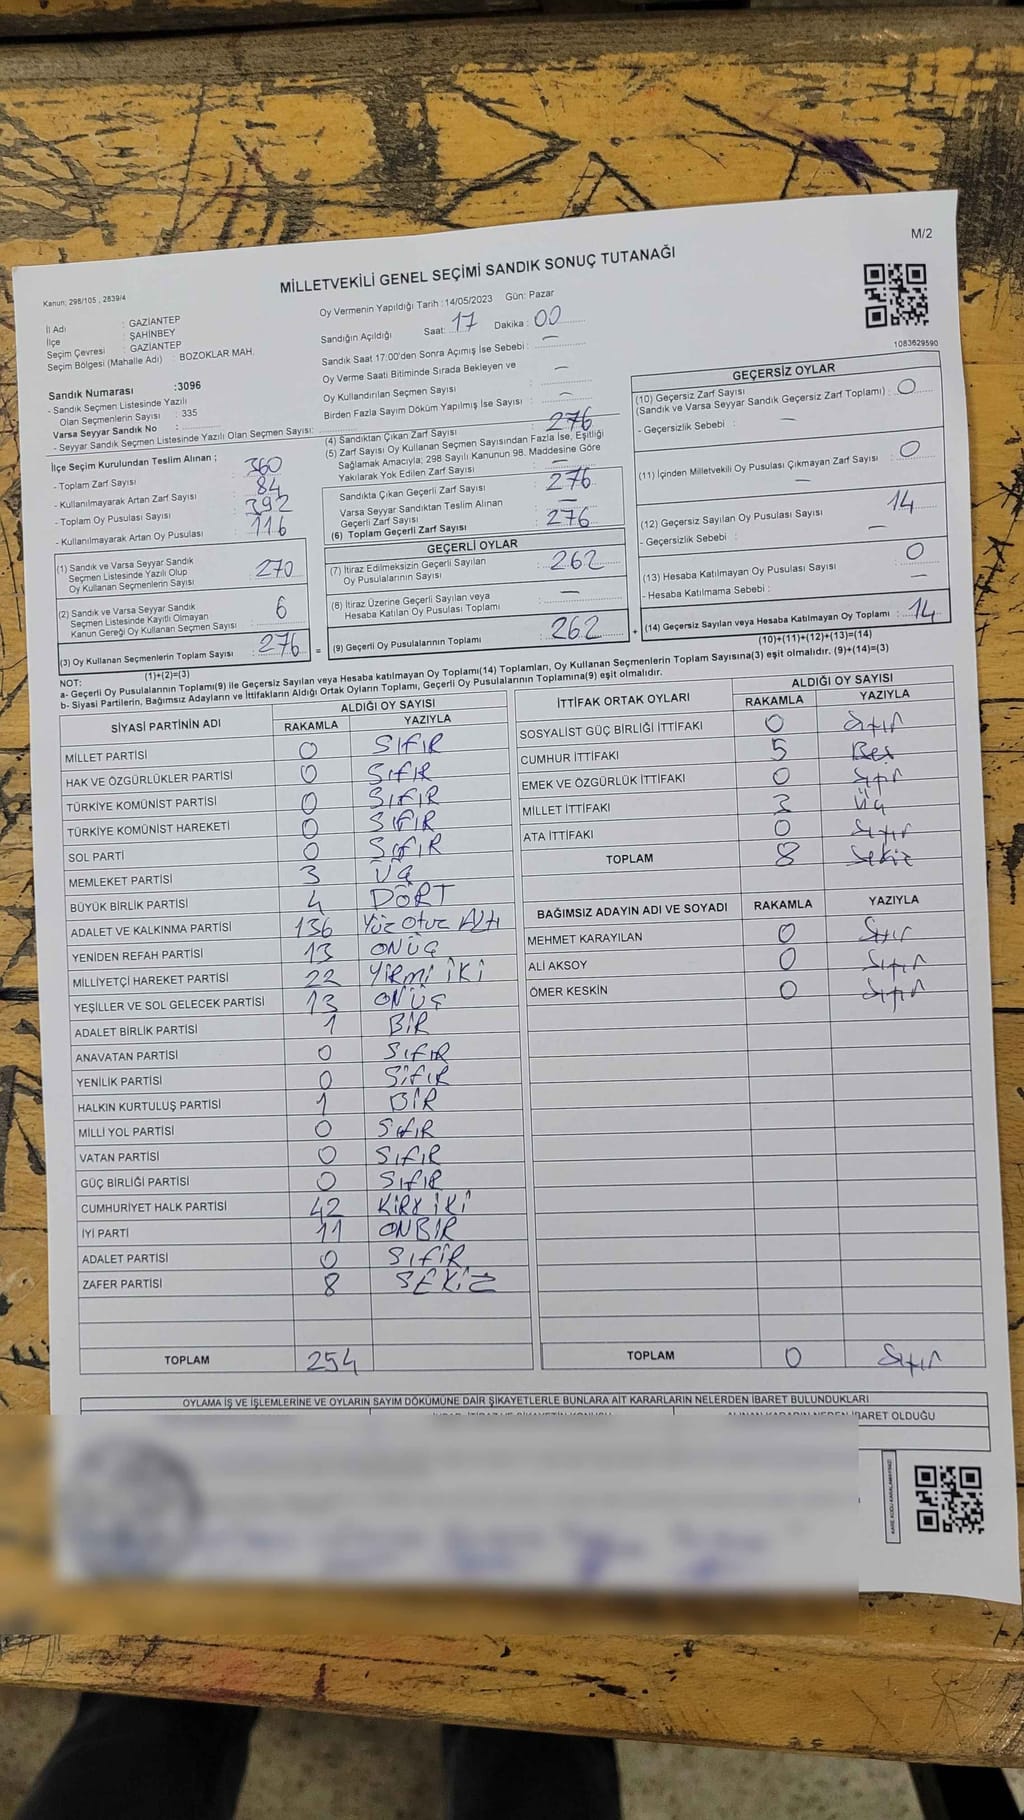 M/2
MİLLETVEKİLİ GENEL SEÇİMİ SANDIK SONUÇ TUTANAĞI
Kanun; 298/105 , 2839/4
İl Adı : GAZİANTEP
İlçe : ŞAHİNBEY
Seçim Çevresi : GAZİANTEP
Seçim Bölgesi (Mahalle Adı) : BOZOKLAR MAH.
Sandık Numarası :3096
- Sandık Seçmen Listesinde Yazılı
Olan Seçmenlerin Sayısı : 335
Varsa Seyyar Sandık No :
- Seyyar Sandık Seçmen Listesinde Yazılı Olan Seçmen Sayısı:
Oy Vermenin Yapıldığı Tarih :14/05/2023 Gün: Pazar
Sandığın Açıldığı Saat: 17 Dakika : 00
Sandık Saat 17:00'den Sonra Açımış İse Sebebi : —
Oy Verme Saati Bitiminde Sırada Bekleyen ve
Oy Kullandırılan Seçmen Sayısı : —
Birden Fazla Sayım Döküm Yapılmış İse Sayısı : —
1083629590
İlçe Seçim Kurulundan Teslim Alınan ;
- Toplam Zarf Sayısı : 360
- Kullanılmayarak Artan Zarf Sayısı : 84
- Toplam Oy Pusulası Sayısı : 392
- Kullanılmayarak Artan Oy Pusulası : 116
(1) Sandık ve Varsa Seyyar Sandık
Seçmen Listesinde Yazılı Olup
Oy Kullanan Seçmenlerin Sayısı : 270
(2) Sandık ve Varsa Seyyar Sandık
Seçmen Listesinde Kayıtlı Olmayan
Kanun Gereği Oy Kullanan Seçmen Sayısı : 6
(3) Oy Kullanan Seçmenlerin Toplam Sayısı : 276
(1)+(2)=(3)
(4) Sandıktan Çıkan Zarf Sayısı : 276
(5) Zarf Sayısı Oy Kullanan Seçmen Sayısından Fazla İse, Eşitliği
Sağlamak Amacıyla; 298 Sayılı Kanunun 98. Maddesine Göre
Yakılarak Yok Edilen Zarf Sayısı : —
Sandıkta Çıkan Geçerli Zarf Sayısı : 276
Varsa Seyyar Sandıktan Teslim Alınan
Geçerli Zarf Sayısı : —
(6) Toplam Geçerli Zarf Sayısı : 276
GEÇERLİ OYLAR
(7) İtiraz Edilmeksizin Geçerli Sayılan
Oy Pusulalarının Sayısı : 262
(8) İtiraz Üzerine Geçerli Sayılan veya
Hesaba Katılan Oy Pusulası Toplamı : —
= (9) Geçerli Oy Pusulalarının Toplamı : 262 +
GEÇERSİZ OYLAR
(10) Geçersiz Zarf Sayısı
(Sandık ve Varsa Seyyar Sandık Geçersiz Zarf Toplamı) : 0
- Geçersizlik Sebebi : —
(11) İçinden Milletvekili Oy Pusulası Çıkmayan Zarf Sayısı : 0
—
(12) Geçersiz Sayılan Oy Pusulası Sayısı : 14
- Geçersizlik Sebebi : —
(13) Hesaba Katılmayan Oy Pusulası Sayısı : 0
- Hesaba Katılmama Sebebi : —
(14) Geçersiz Sayılan veya Hesaba Katılmayan Oy Toplamı : 14
(10)+(11)+(12)+(13)=(14)
NOT:
a- Geçerli Oy Pusulalarının Toplamı(9) ile Geçersiz Sayılan veya Hesaba katılmayan Oy Toplamı(14) Toplamları, Oy Kullanan Seçmenlerin Toplam Sayısına(3) eşit olmalıdır. (9)+(14)=(3)
b- Siyasi Partilerin, Bağımsız Adayların ve İttifakların Aldığı Ortak Oyların Toplamı, Geçerli Oy Pusulalarının Toplamına(9) eşit olmalıdır.
SİYASİ PARTİNİN ADI ALDIĞI OY SAYISI
RAKAMLA YAZIYLA
MİLLET PARTİSİ 0 SIFIR
HAK VE ÖZGÜRLÜKLER PARTİSİ 0 SIFIR
TÜRKİYE KOMÜNİST PARTİSİ 0 SIFIR
TÜRKİYE KOMÜNİST HAREKETİ 0 SIFIR
SOL PARTİ 0 SIFIR
MEMLEKET PARTİSİ 3 ÜÇ
BÜYÜK BİRLİK PARTİSİ 4 DÖRT
ADALET VE KALKINMA PARTİSİ 136 Yüz Otuz Altı
YENİDEN REFAH PARTİSİ 13 ONÜÇ
MİLLİYETÇİ HAREKET PARTİSİ 22 YİRMİ İKİ
YEŞİLLER VE SOL GELECEK PARTİSİ 13 ONÜÇ
ADALET BİRLİK PARTİSİ 1 BİR
ANAVATAN PARTİSİ 0 SIFIR
YENİLİK PARTİSİ 0 SIFIR
HALKIN KURTULUŞ PARTİSİ 1 BİR
MİLLİ YOL PARTİSİ 0 SIFIR
VATAN PARTİSİ 0 SIFIR
GÜÇ BİRLİĞİ PARTİSİ 0 SIFIR
CUMHURİYET HALK PARTİSİ 42 KIRK İKİ
İYİ PARTİ 11 ONBİR
ADALET PARTİSİ 0 SIFIR
ZAFER PARTİSİ 8 SEKİZ
TOPLAM 254
İTTİFAK ORTAK OYLARI ALDIĞI OY SAYISI
RAKAMLA YAZIYLA
SOSYALİST GÜÇ BİRLİĞİ İTTİFAKI 0 Sıfır
CUMHUR İTTİFAKI 5 Beş
EMEK VE ÖZGÜRLÜK İTTİFAKI 0 Sıfır
MİLLET İTTİFAKI 3 Üç
ATA İTTİFAKI 0 Sıfır
TOPLAM 8 Sekiz
BAĞIMSIZ ADAYIN ADI VE SOYADI RAKAMLA YAZIYLA
MEHMET KARAYILAN 0 Sıfır
ALİ AKSOY 0 Sıfır
ÖMER KESKİN 0 Sıfır
TOPLAM 0 Sıfır
OYLAMA İŞ VE İŞLEMLERİNE VE OYLARIN SAYIM DÖKÜMÜNE DAİR ŞİKAYETLERLE BUNLARA AİT KARARLARIN NELERDEN İBARET BULUNDUKLARI
ALINAN KARARIN NEDEN İBARET OLDUĞU